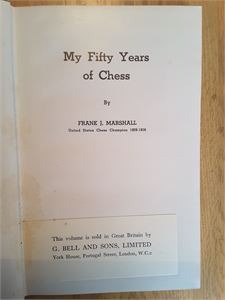 My Fifty Years
of Chess
By
FRANK J. MARSHALL
United States Chess Champion 1909-1936
This volume is sold in Great Britain by
G. BELL AND SONS, LIMITED
York House, Portugal Street, London, W.C.2